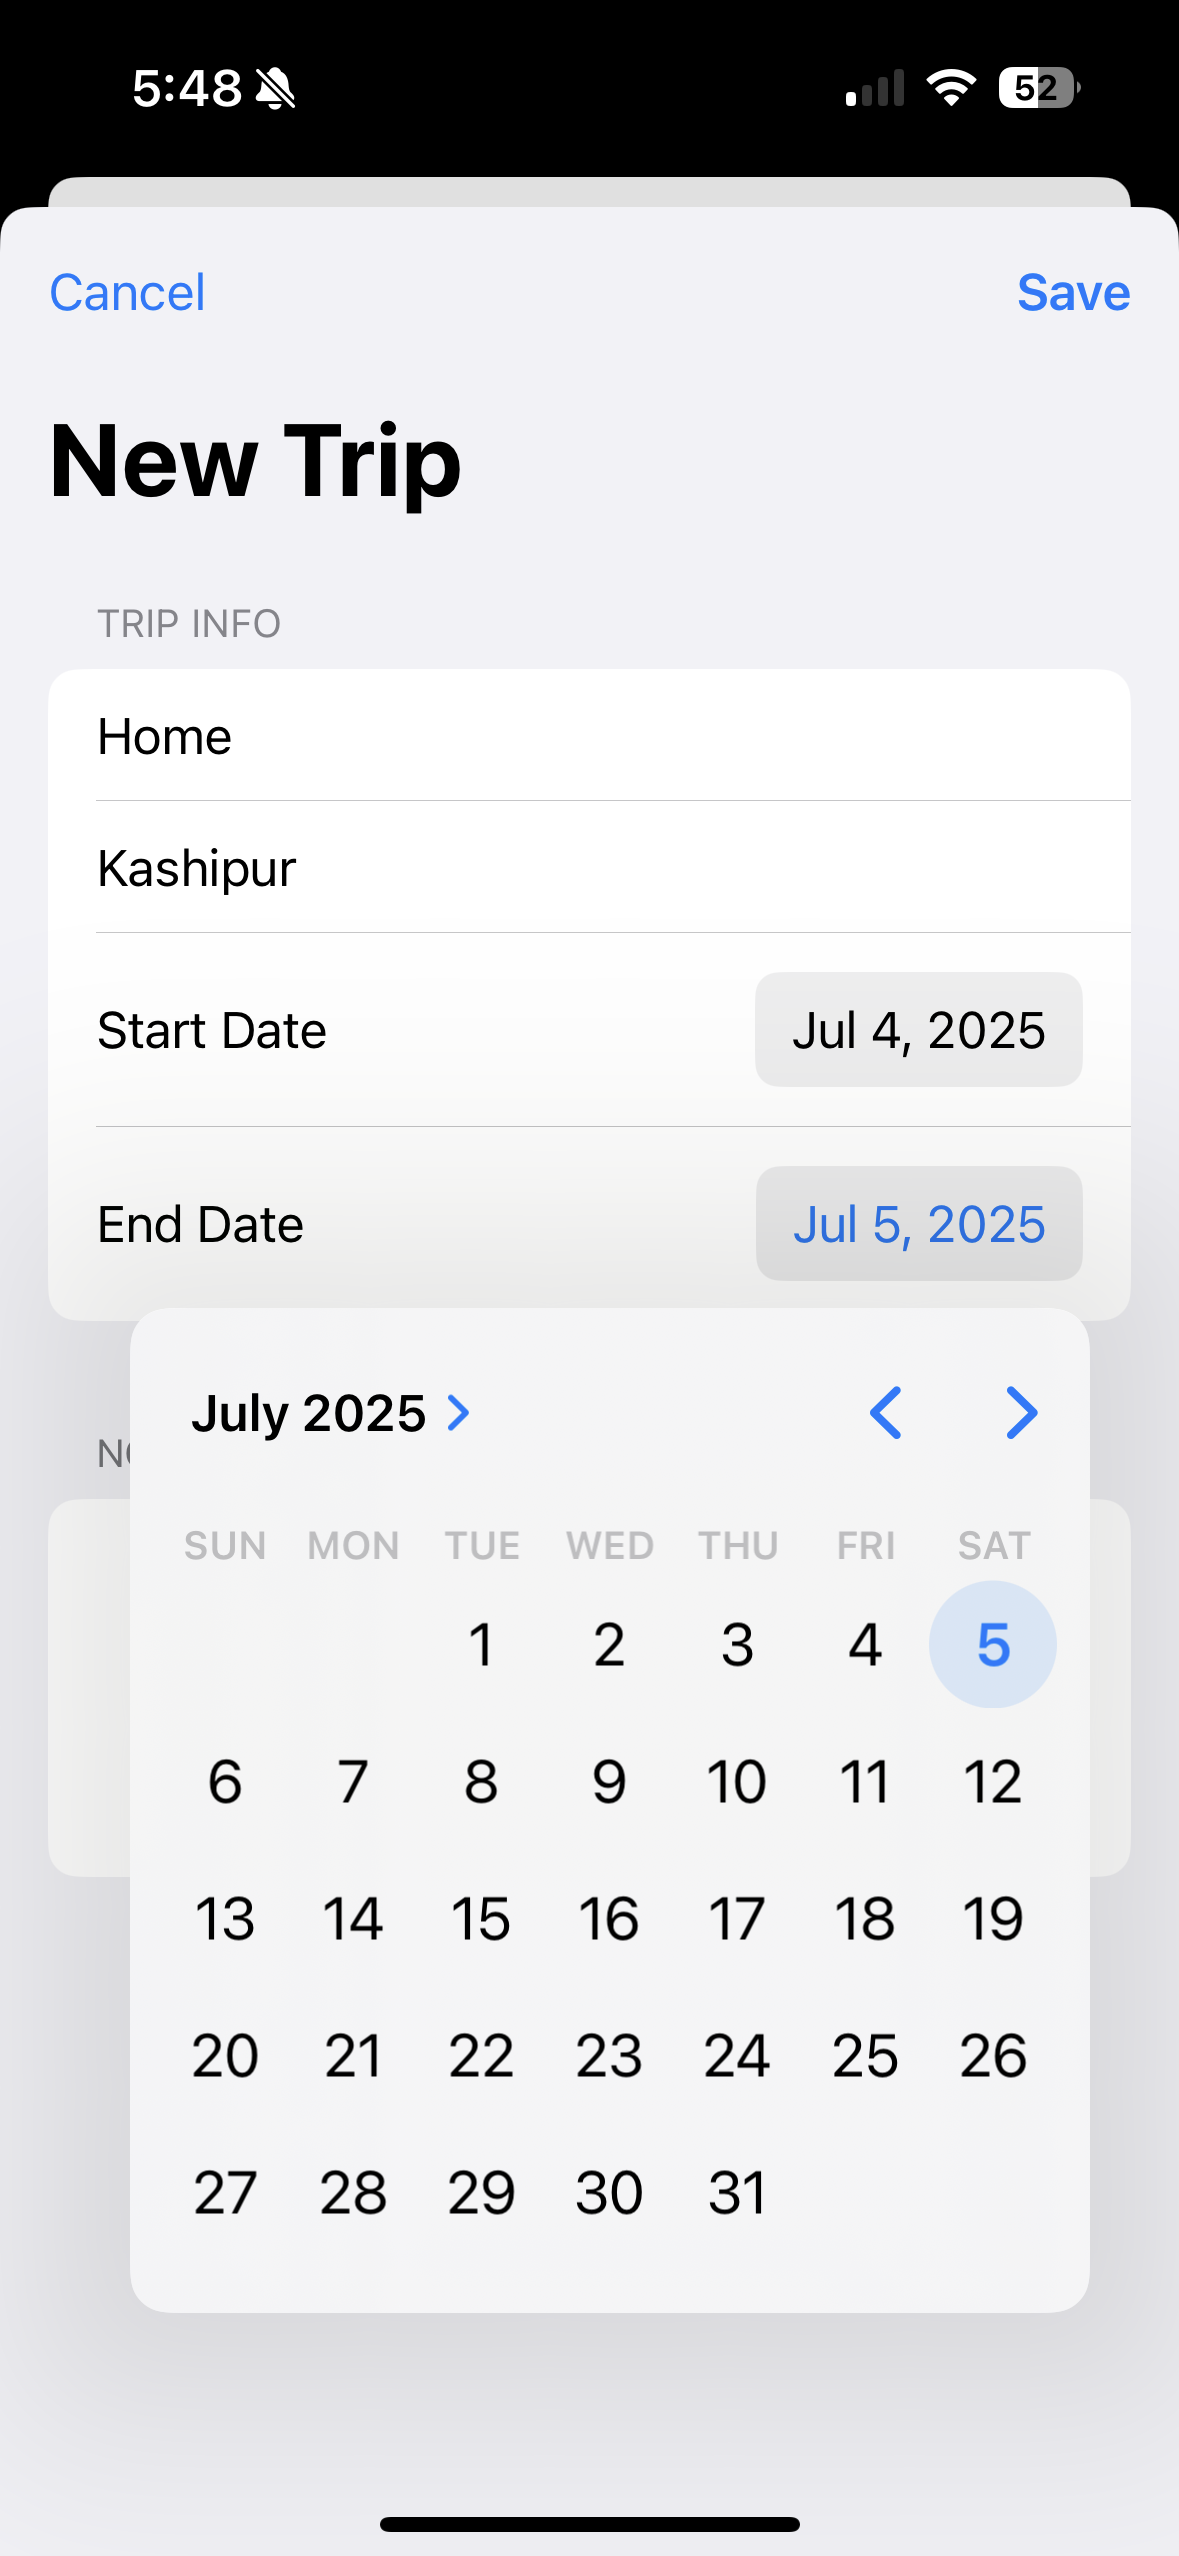 5:48 52
Cancel Save
New Trip
TRIP INFO
Home
Kashipur
Start Date Jul 4, 2025
End Date Jul 5, 2025
July 2025
SUN MON TUE WED THU FRI SAT
1 2 3 4 5
6 7 8 9 10 11 12
13 14 15 16 17 18 19
20 21 22 23 24 25 26
27 28 29 30 31